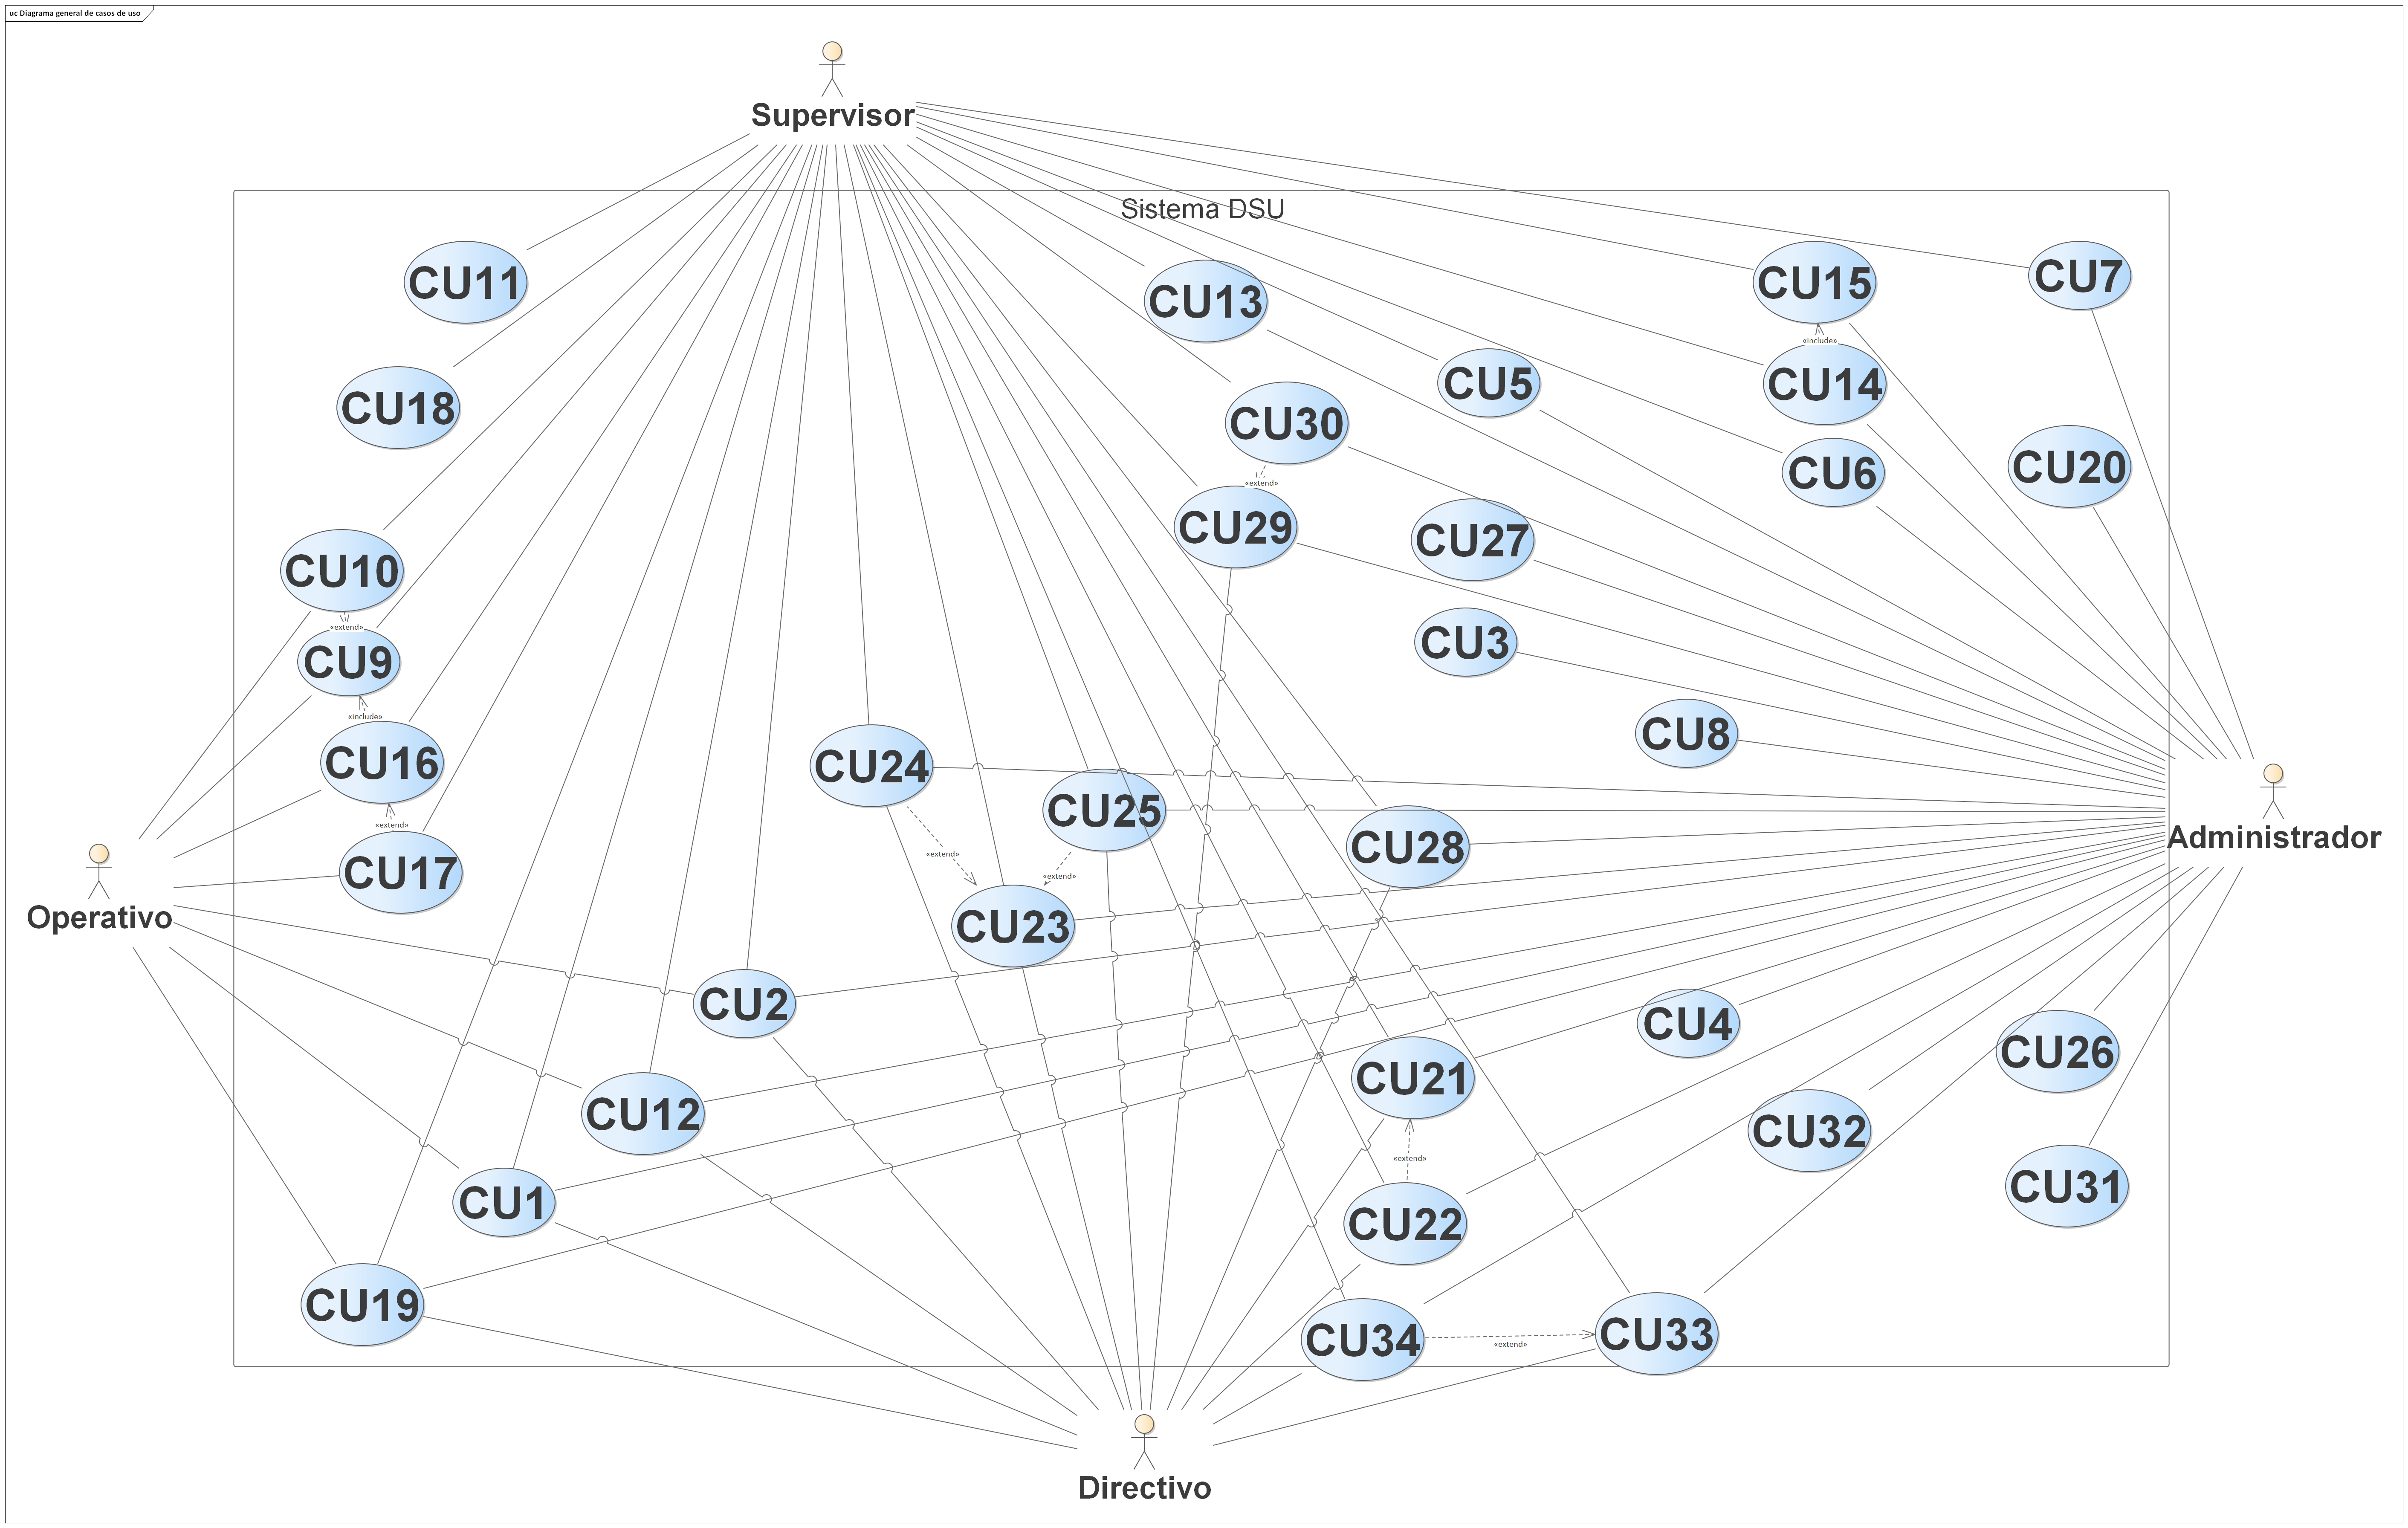 uc Diagrama general de casos de uso
Supervisor
Sistema DSU
CU11
CU13
CU15
CU7
«include»
CU18
CU30
CU5
CU14
CU6
CU20
«extend»
CU29
CU27
CU10
«extend»
CU9
CU3
«include»
CU16
CU24
CU8
CU25
«extend»
CU17
«extend»
CU28
«extend»
Administrador
Operativo
CU23
CU2
CU4
CU26
CU12
CU21
CU32
«extend»
CU1
CU22
CU31
CU19
CU34
«extend»
CU33
Directivo